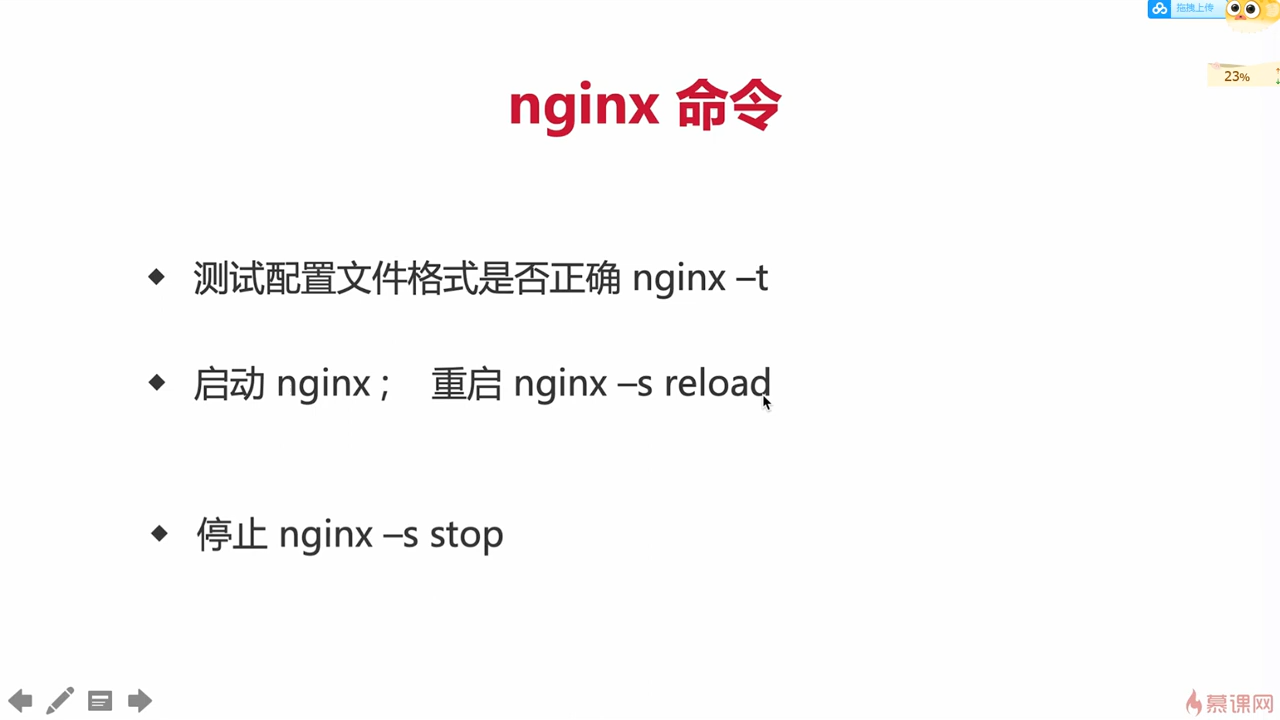 拖拽上传
23%
nginx 命令
◆ 测试配置文件格式是否正确 nginx –t
◆ 启动 nginx ; 重启 nginx –s reload
◆ 停止 nginx –s stop
慕课网